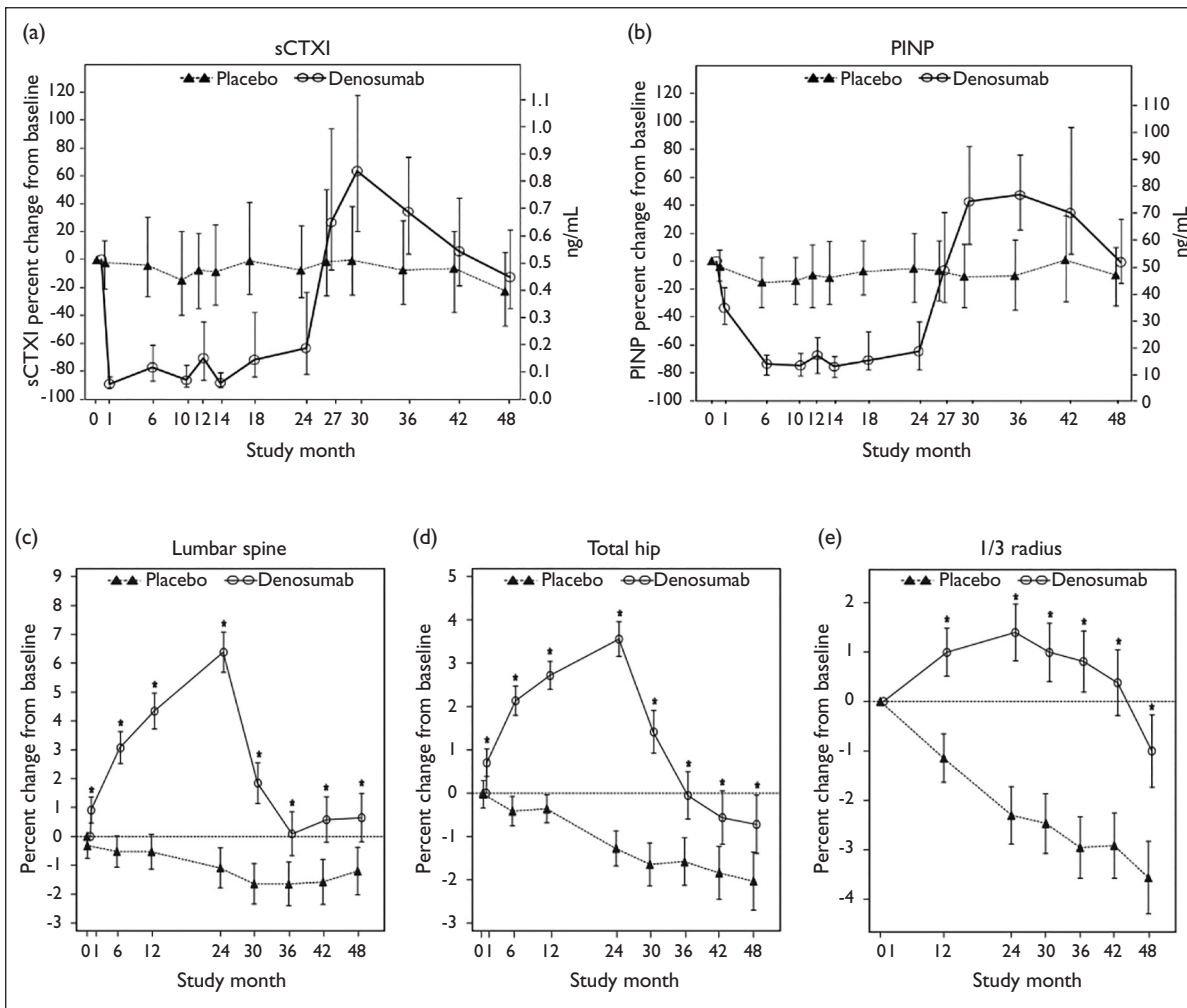 (a)
sCTXI
Placebo Denosumab
sCTXI percent change from baseline
120
100
80
60
40
20
0
-20
-40
-60
-80
-100
1.1
1.0
0.9
0.8
0.7
0.6
0.5
0.4
0.3
0.2
0.1
0.0
ng/mL
0 1 6 10 12 14 18 24 27 30 36 42 48
Study month
(b)
PINP
Placebo Denosumab
PINP percent change from baseline
120
100
80
60
40
20
0
-20
-40
-60
-80
-100
110
100
90
80
70
60
50
40
30
20
10
0
ng/mL
0 1 6 10 12 14 18 24 27 30 36 42 48
Study month
(c)
Lumbar spine
Placebo Denosumab
Percent change from baseline
9
8
7
6
5
4
3
2
1
0
-1
-2
-3
* * * * * * * *
0 1 6 12 24 30 36 42 48
Study month
(d)
Total hip
Placebo Denosumab
Percent change from baseline
5
4
3
2
1
0
-1
-2
-3
* * * * * * * *
0 1 6 12 24 30 36 42 48
Study month
(e)
1/3 radius
Placebo Denosumab
Percent change from baseline
2
1
0
-1
-2
-3
-4
* * * * * *
0 1 12 24 30 36 42 48
Study month